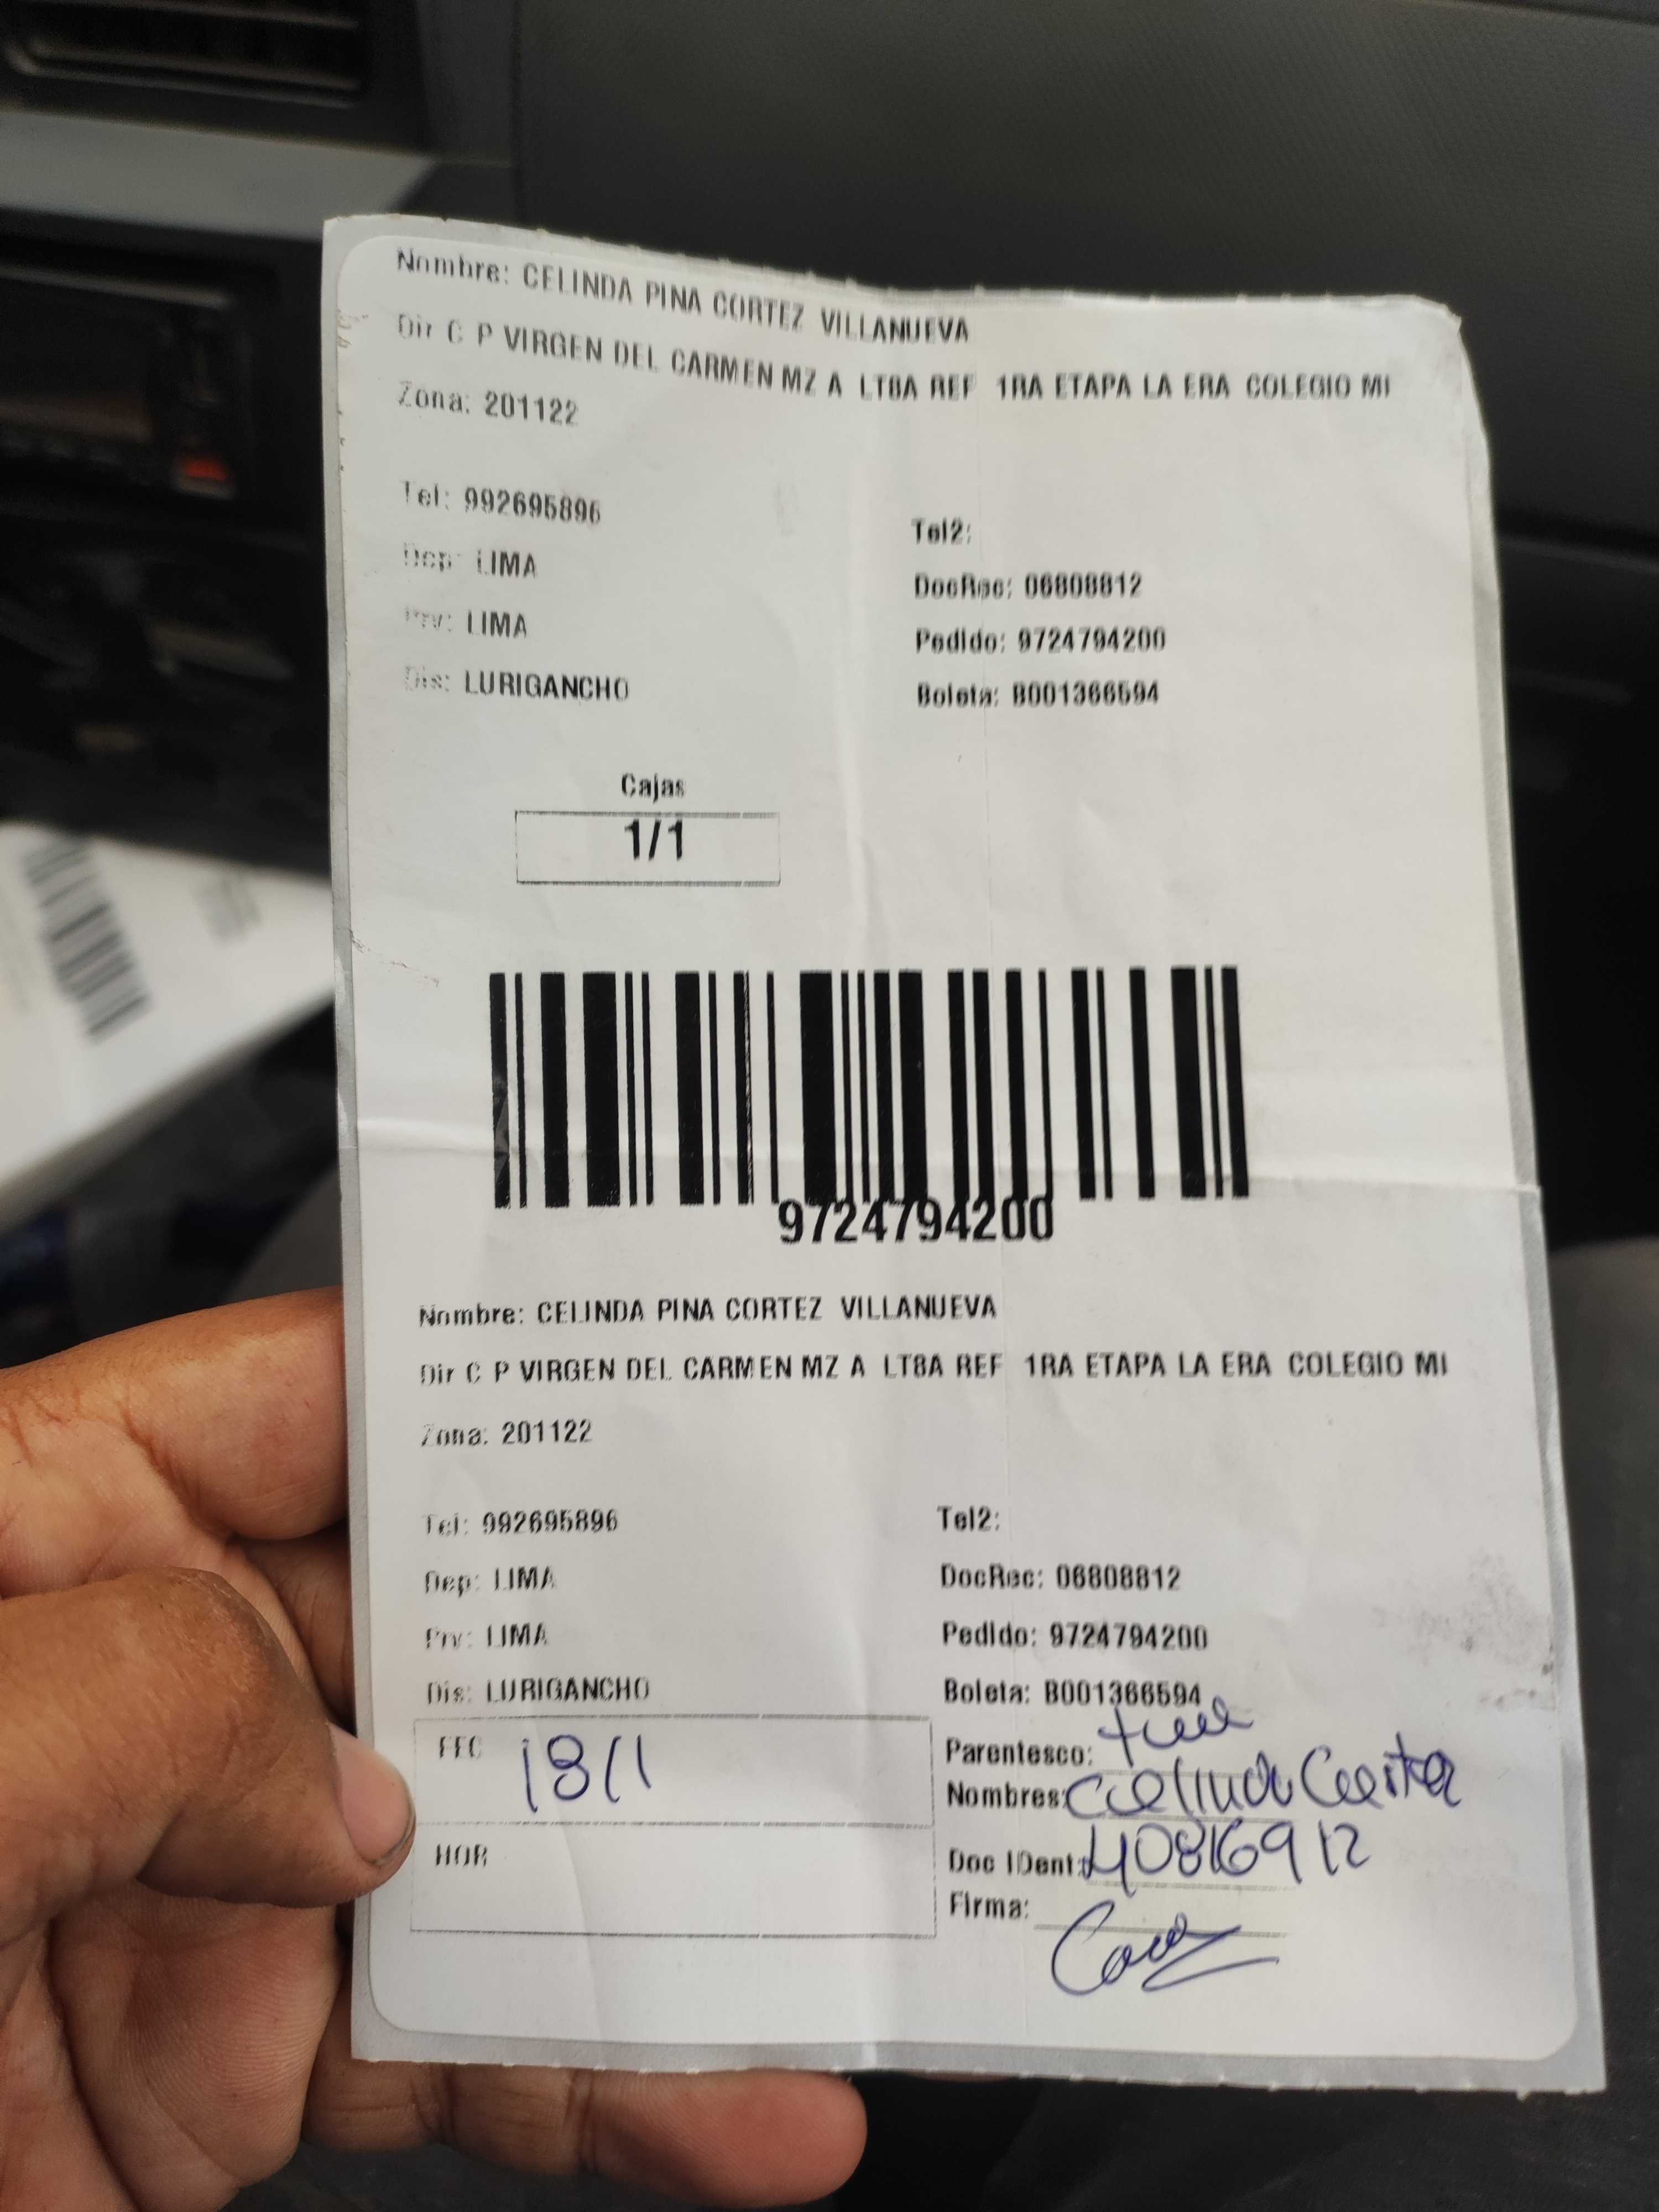 Nombre: CELINDA PINA CORTEZ VILLANUEVA
Dir C P VIRGEN DEL CARMEN MZ A LT8A REF 1RA ETAPA LA ERA COLEGIO MI
Zona: 201122
Tel: 992695896
Tel2:
Dep: LIMA
DocRec: 06808812
Prv: LIMA
Pedido: 9724794200
Dis: LURIGANCHO
Boleta: B001366594
Cajas
1/1
9724794200
Nombre: CELINDA PINA CORTEZ VILLANUEVA
Dir C P VIRGEN DEL CARMEN MZ A LT8A REF 1RA ETAPA LA ERA COLEGIO MI
Zona: 201122
Tel: 992695896
Tel2:
Dep: LIMA
DocRec: 06808812
Prv: LIMA
Pedido: 9724794200
Dis: LURIGANCHO
Boleta: B001366594
FEC 18/1
Parentesco:
Nombres: Celinda
HOR
Doc IDent:
Firma: